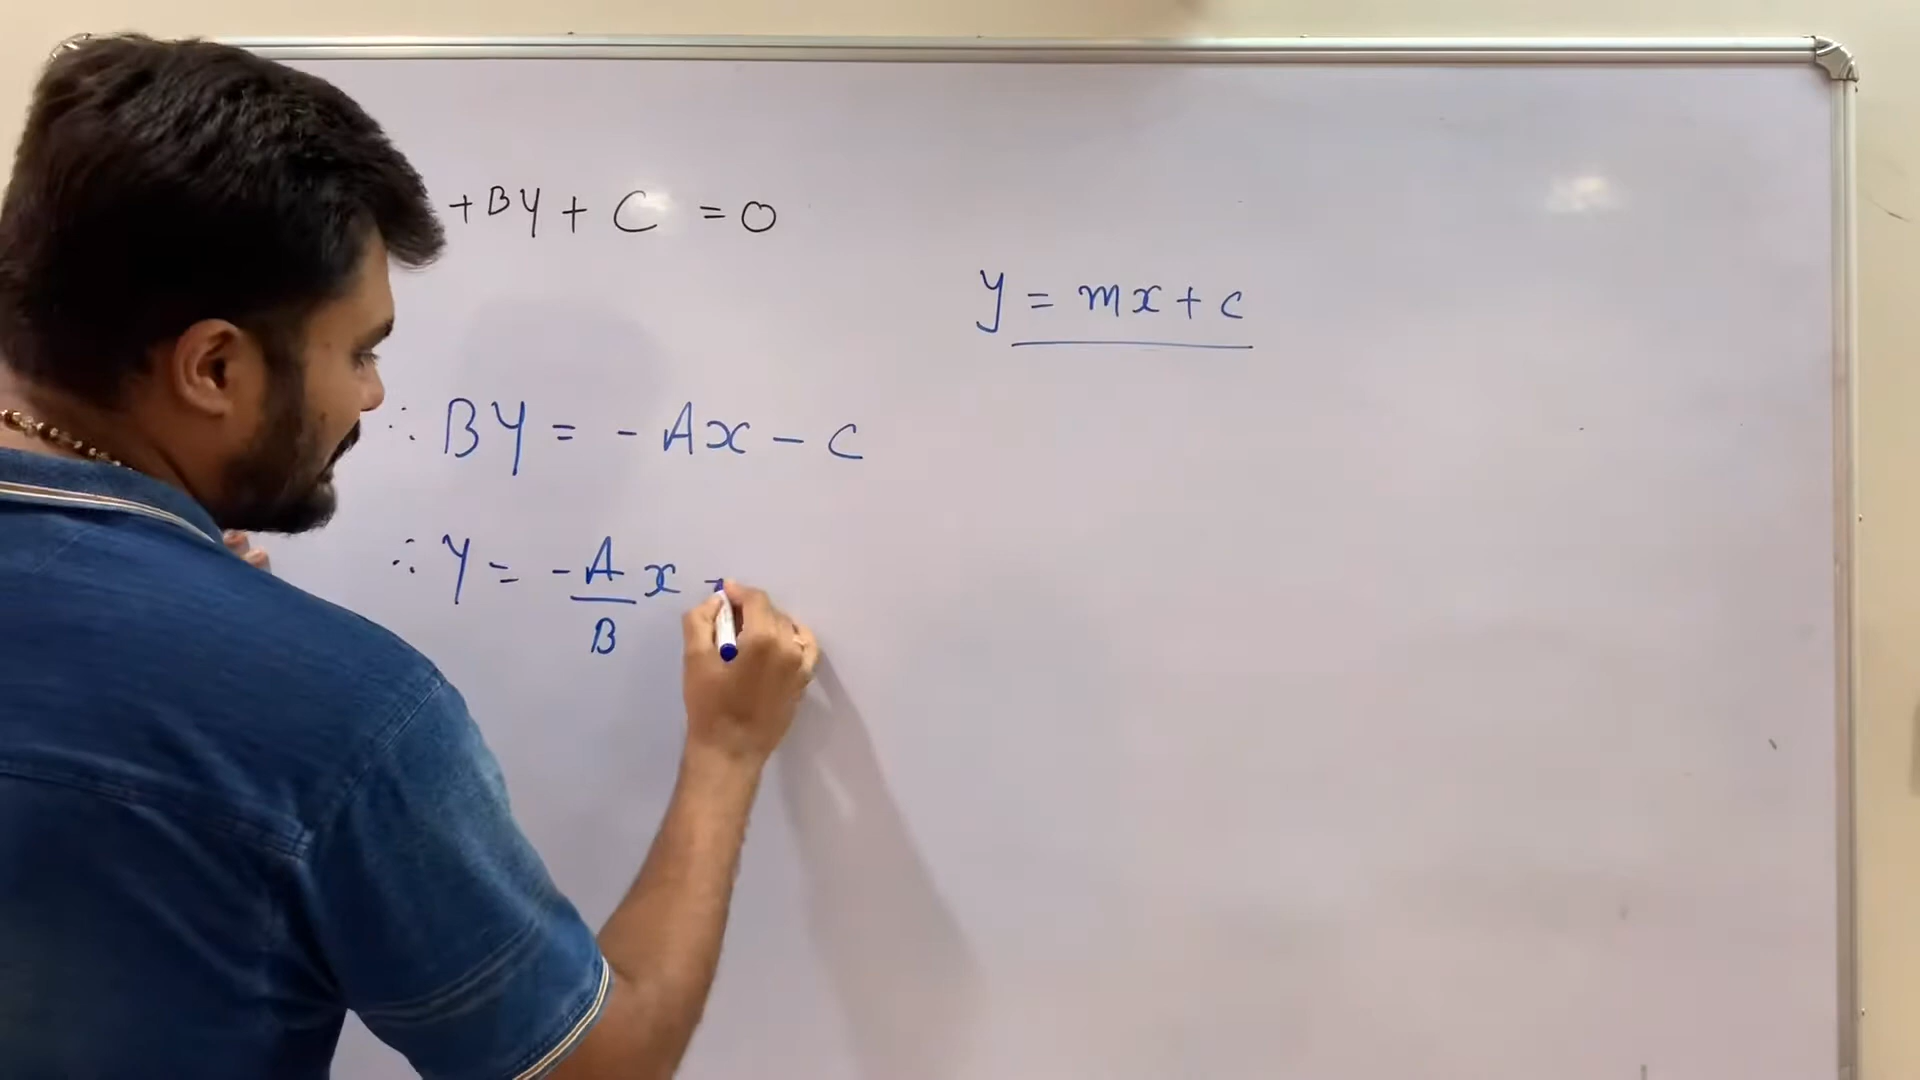 +BY + C = 0
y = mx + c
∴ BY = - Ax - C
∴ Y = -A/B x -